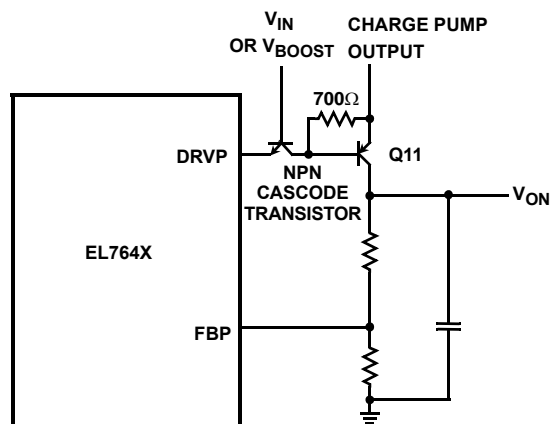 V_IN
OR V_BOOST
CHARGE PUMP
OUTPUT
700Ω
DRVP
Q11
NPN
CASCODE
TRANSISTOR
V_ON
EL764X
FBP